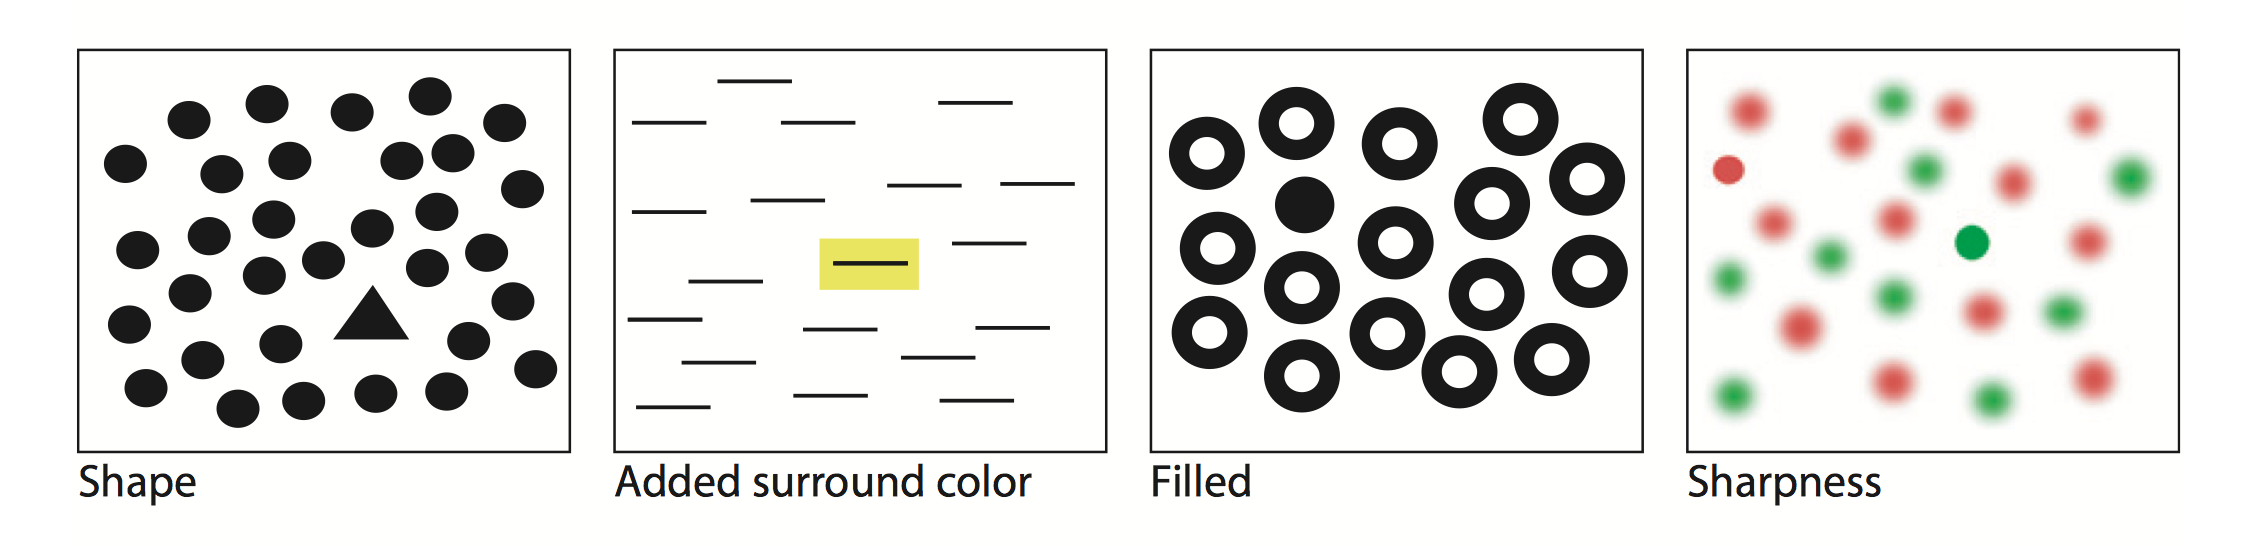 Shape
Added surround color
Filled
Sharpness